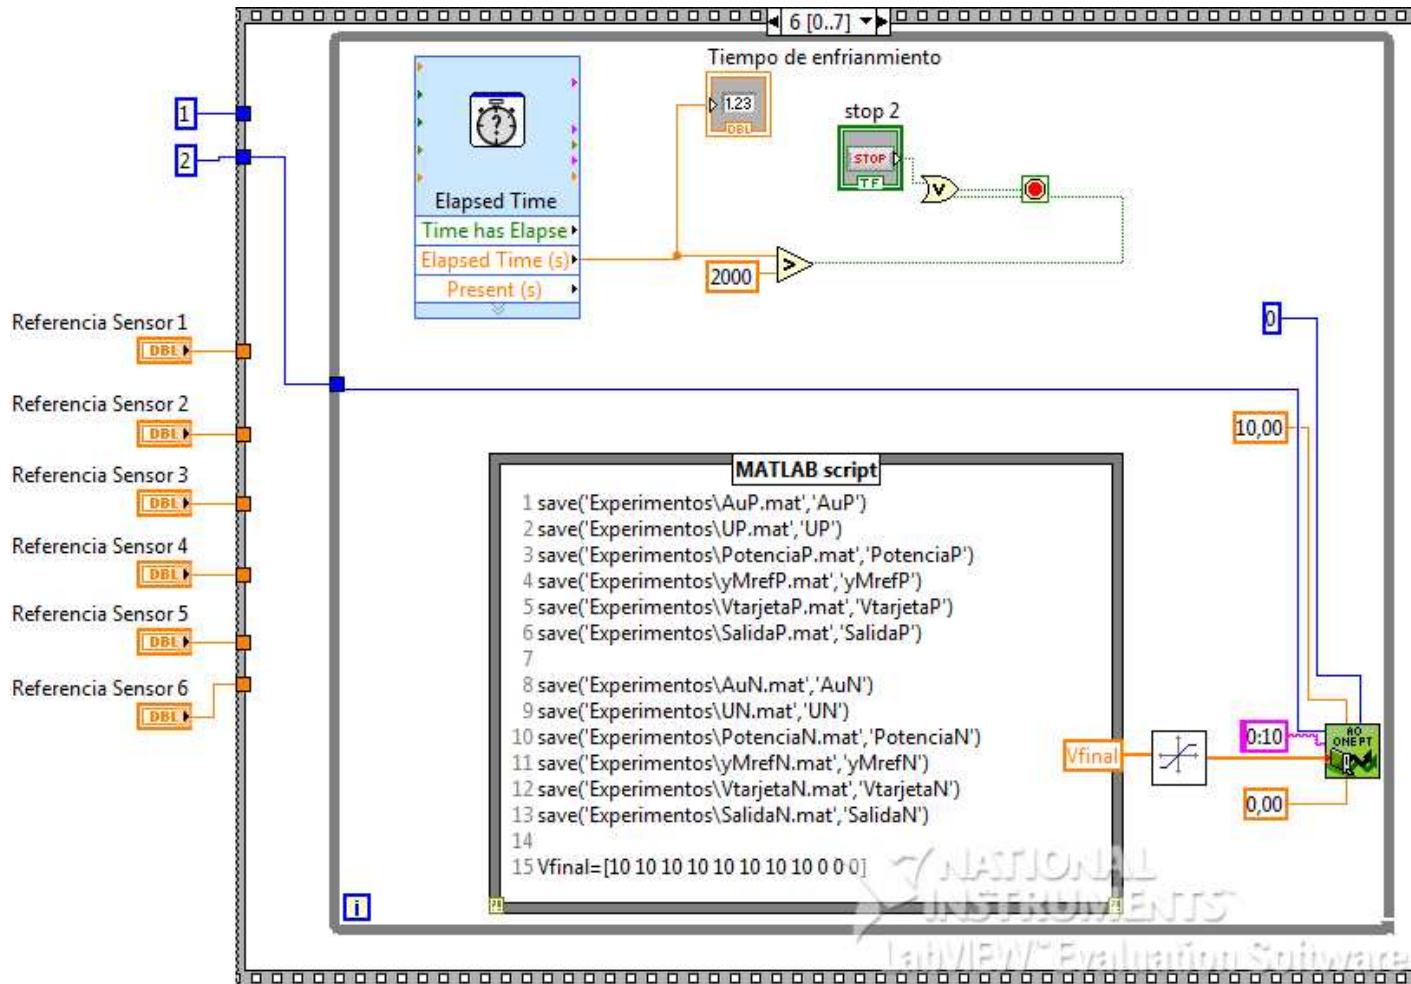 6 [0..7]
Tiempo de enfrianmiento
1.23
DBL
stop 2
STOP
TF
1
2
?
Elapsed Time
Time has Elapse
Elapsed Time (s)
Present (s)
2000
>
V
Referencia Sensor 1
DBL
Referencia Sensor 2
DBL
Referencia Sensor 3
DBL
Referencia Sensor 4
DBL
Referencia Sensor 5
DBL
Referencia Sensor 6
DBL
0
10,00
MATLAB script
1 save('Experimentos\AuP.mat','AuP')
2 save('Experimentos\UP.mat','UP')
3 save('Experimentos\PotenciaP.mat','PotenciaP')
4 save('Experimentos\yMrefP.mat','yMrefP')
5 save('Experimentos\VtarjetaP.mat','VtarjetaP')
6 save('Experimentos\SalidaP.mat','SalidaP')
7
8 save('Experimentos\AuN.mat','AuN')
9 save('Experimentos\UN.mat','UN')
10 save('Experimentos\PotenciaN.mat','PotenciaN')
11 save('Experimentos\yMrefN.mat','yMrefN')
12 save('Experimentos\VtarjetaN.mat','VtarjetaN')
13 save('Experimentos\SalidaN.mat','SalidaN')
14
15 Vfinal=[10 10 10 10 10 10 10 10 0 0 0]
Vfinal
0:10
AO
ONE PT
0,00
i
NATIONAL
INSTRUMENTS™
LabVIEW™ Evaluation Software